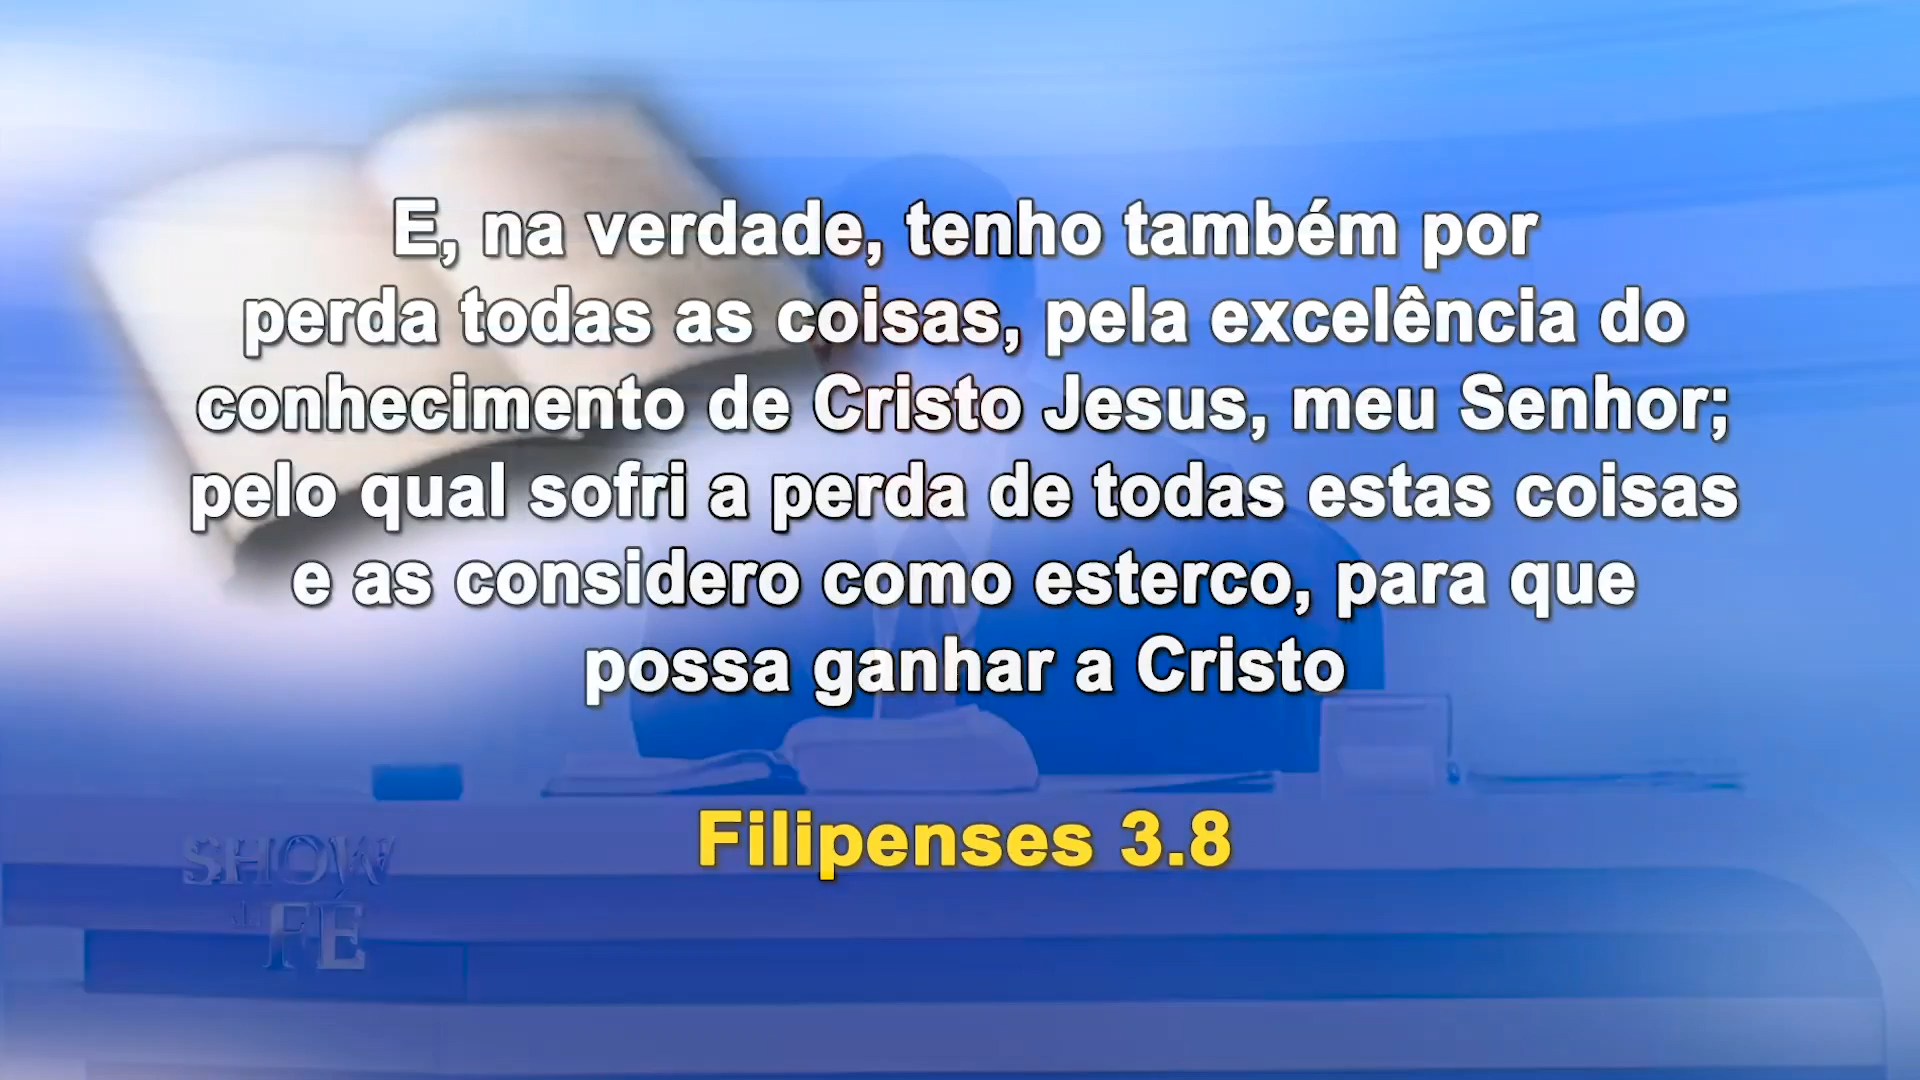 E, na verdade, tenho também por
perda todas as coisas, pela excelência do
conhecimento de Cristo Jesus, meu Senhor;
pelo qual sofri a perda de todas estas coisas
e as considero como esterco, para que
possa ganhar a Cristo
Filipenses 3.8
SHOW
da FÉ